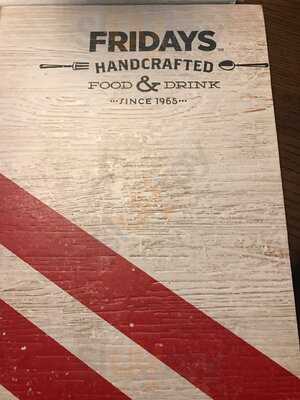 FRIDAYS
HANDCRAFTED
FOOD & DRINK
···SINCE 1965···